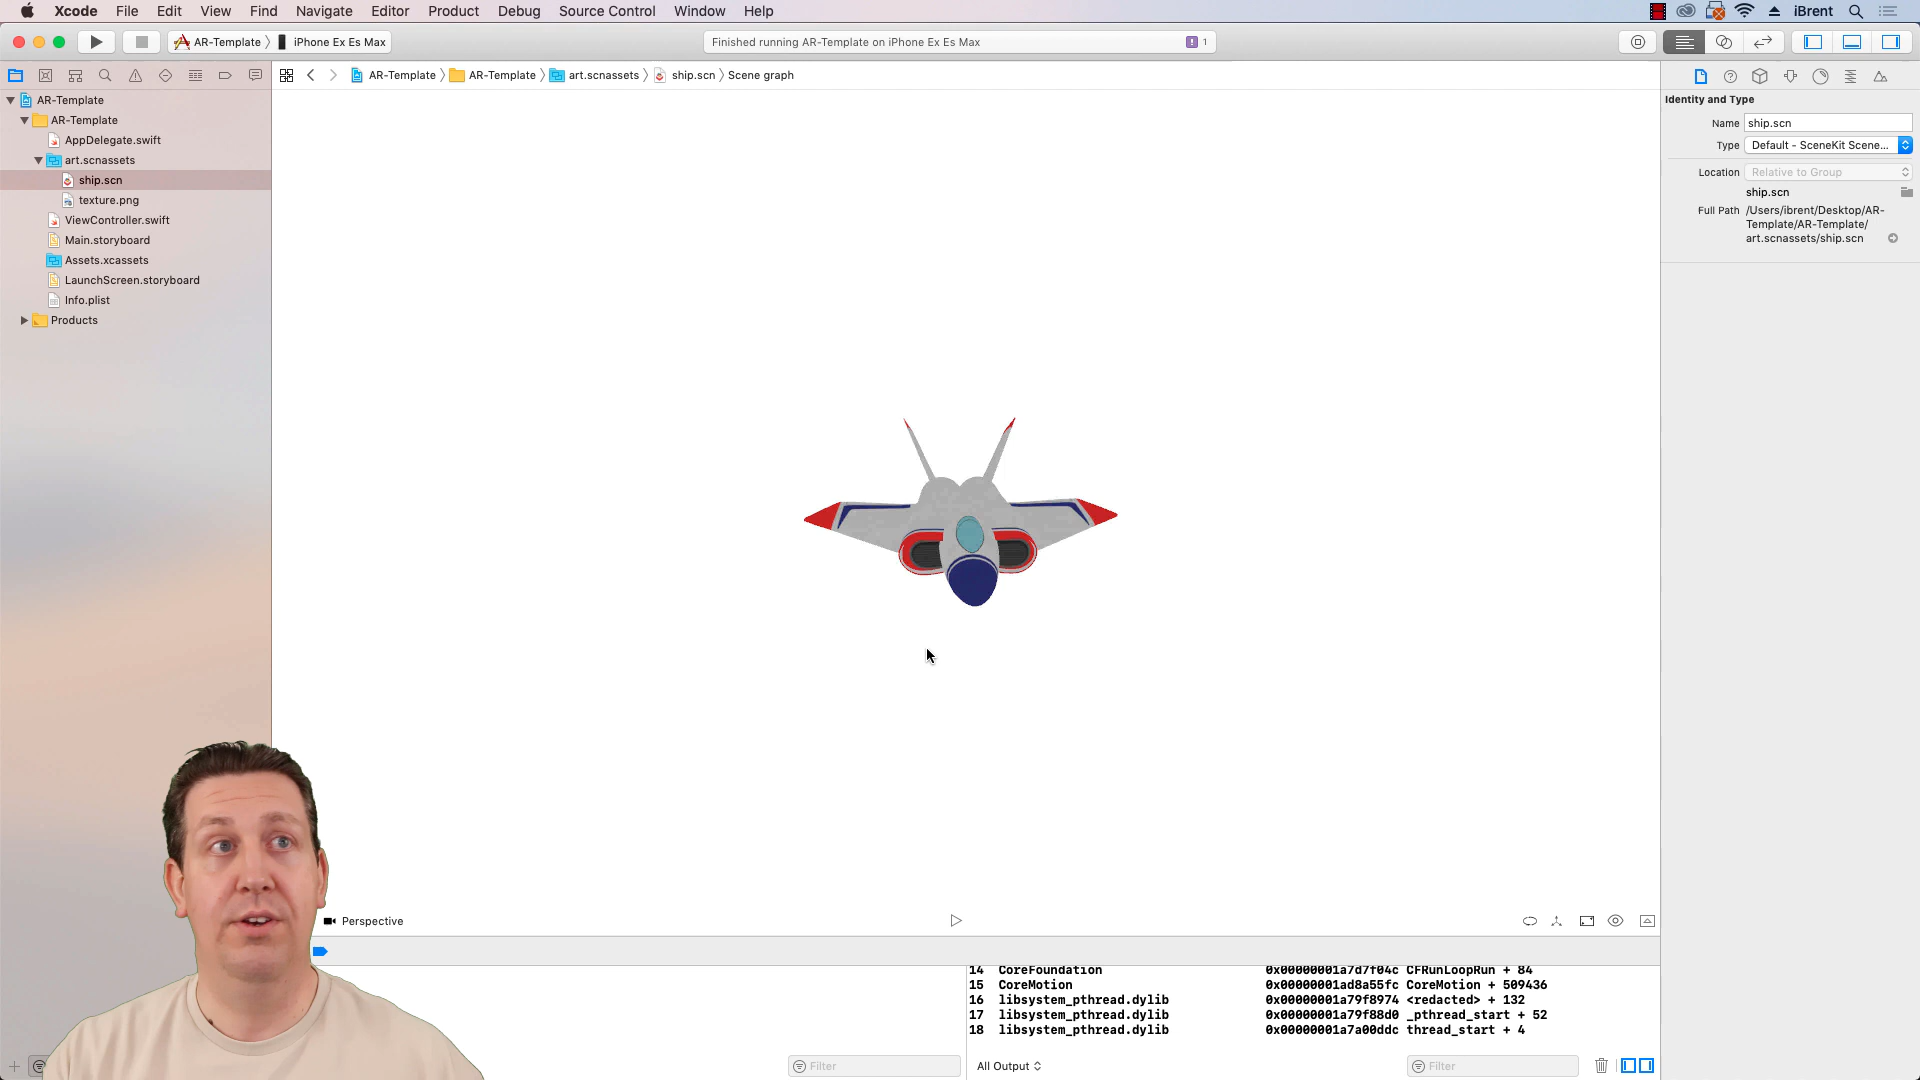 Xcode File Edit View Find Navigate Editor Product Debug Source Control Window Help iBrent
AR-Template iPhone Ex Es Max
Finished running AR-Template on iPhone Ex Es Max 1
AR-Template AR-Template art.scnassets ship.scn Scene graph
AR-Template
AR-Template
AppDelegate.swift
art.scnassets
ship.scn
texture.png
ViewController.swift
Main.storyboard
Assets.xcassets
LaunchScreen.storyboard
Info.plist
Products
Identity and Type
Name ship.scn
Type Default - SceneKit Scene...
Location Relative to Group
ship.scn
Full Path /Users/ibrent/Desktop/AR-
Template/AR-Template/
art.scnassets/ship.scn
Perspective
14 CoreFoundation 0x00000001a7d7f04c CFRunLoopRun + 84
15 CoreMotion 0x00000001ad8a55fc CoreMotion + 509436
16 libsystem_pthread.dylib 0x00000001a79f8974 <redacted> + 132
17 libsystem_pthread.dylib 0x00000001a79f88d0 _pthread_start + 52
18 libsystem_pthread.dylib 0x00000001a7a00ddc thread_start + 4
Filter
All Output
Filter